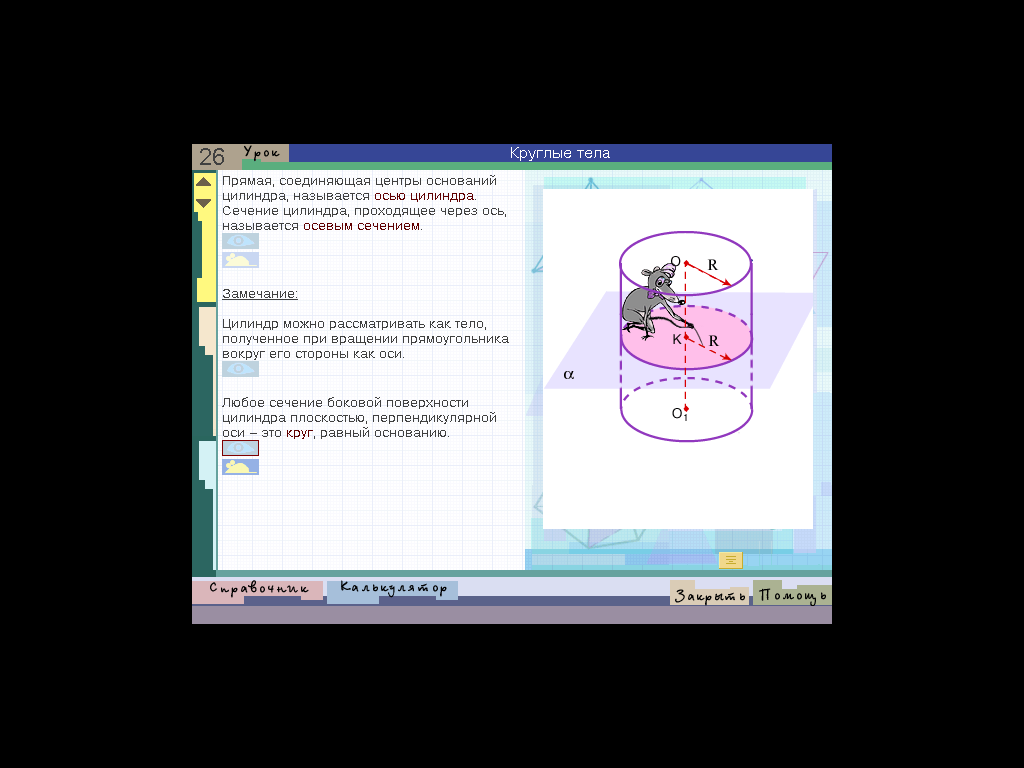 26 Урок Круглые тела
Прямая, соединяющая центры оснований
цилиндра, называется осью цилиндра.
Сечение цилиндра, проходящее через ось,
называется осевым сечением.
Замечание:
Цилиндр можно рассматривать как тело,
полученное при вращении прямоугольника
вокруг его стороны как оси.
Любое сечение боковой поверхности
цилиндра плоскостью, перпендикулярной
оси – это круг, равный основанию.
O R
K R
α
O₁
Справочник Калькулятор Закрыть Помощь